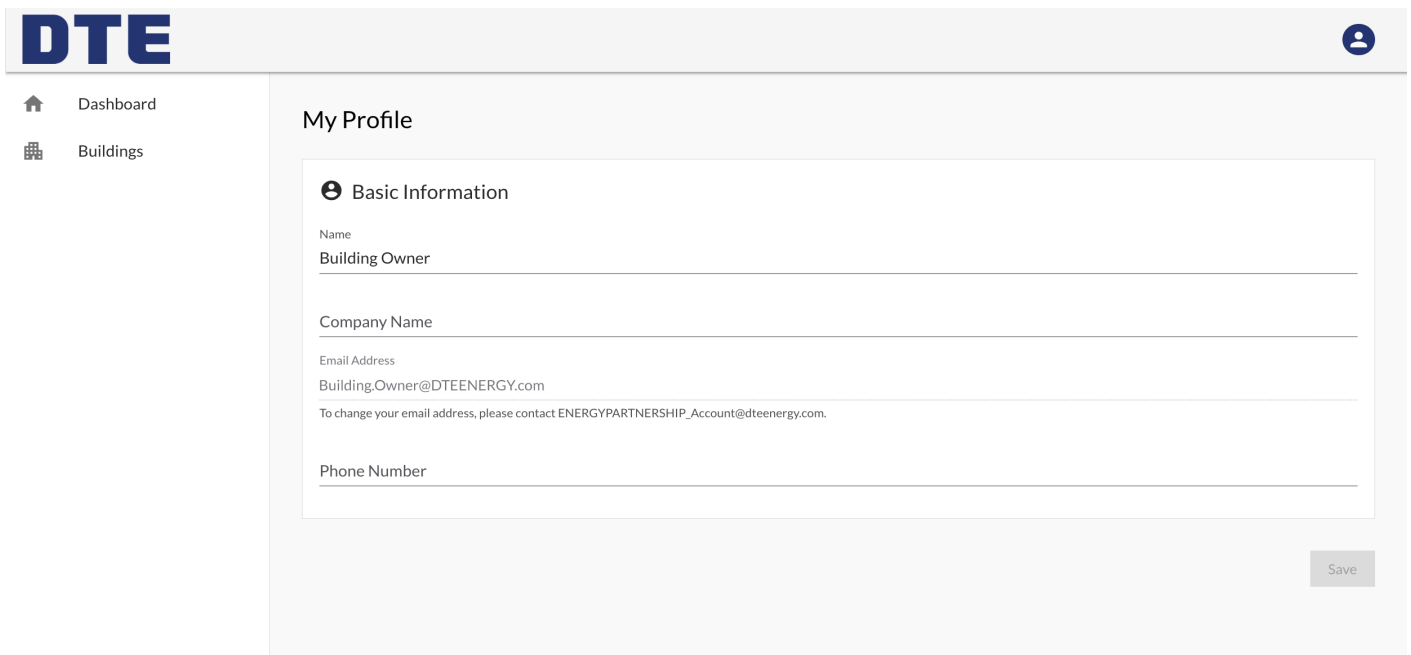 DTE
Dashboard
Buildings
My Profile
Basic Information
Name
Building Owner
Company Name
Email Address
Building.Owner@DTEENERGY.com
To change your email address, please contact ENERGYPARTNERSHIP_Account@dteenergy.com.
Phone Number
Save